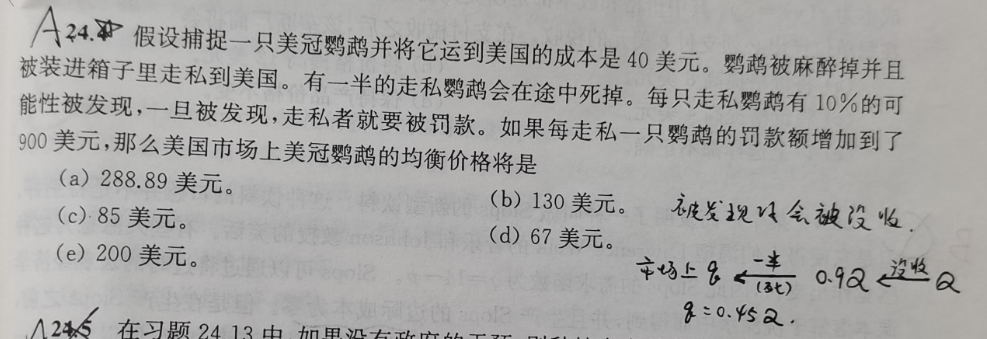 A24.4 假设捕捉一只美冠鹦鹉并将它运到美国的成本是 40 美元。鹦鹉被麻醉掉并且
被装进箱子里走私到美国。有一半的走私鹦鹉会在途中死掉。每只走私鹦鹉有 10%的可
能性被发现,一旦被发现,走私者就要被罚款。如果每走私一只鹦鹉的罚款额增加到了
900 美元,那么美国市场上美冠鹦鹉的均衡价格将是
(a) 288.89 美元。
(b) 130 美元。
被发现时会被没收.
(c) 85 美元。
(d) 67 美元。
(e) 200 美元。
市场上 q ← 一半 (死) 0.9Q ← 没收 Q
q=0.45Q.
A24.5 在习题 24.13 中,如果没有政府的干预